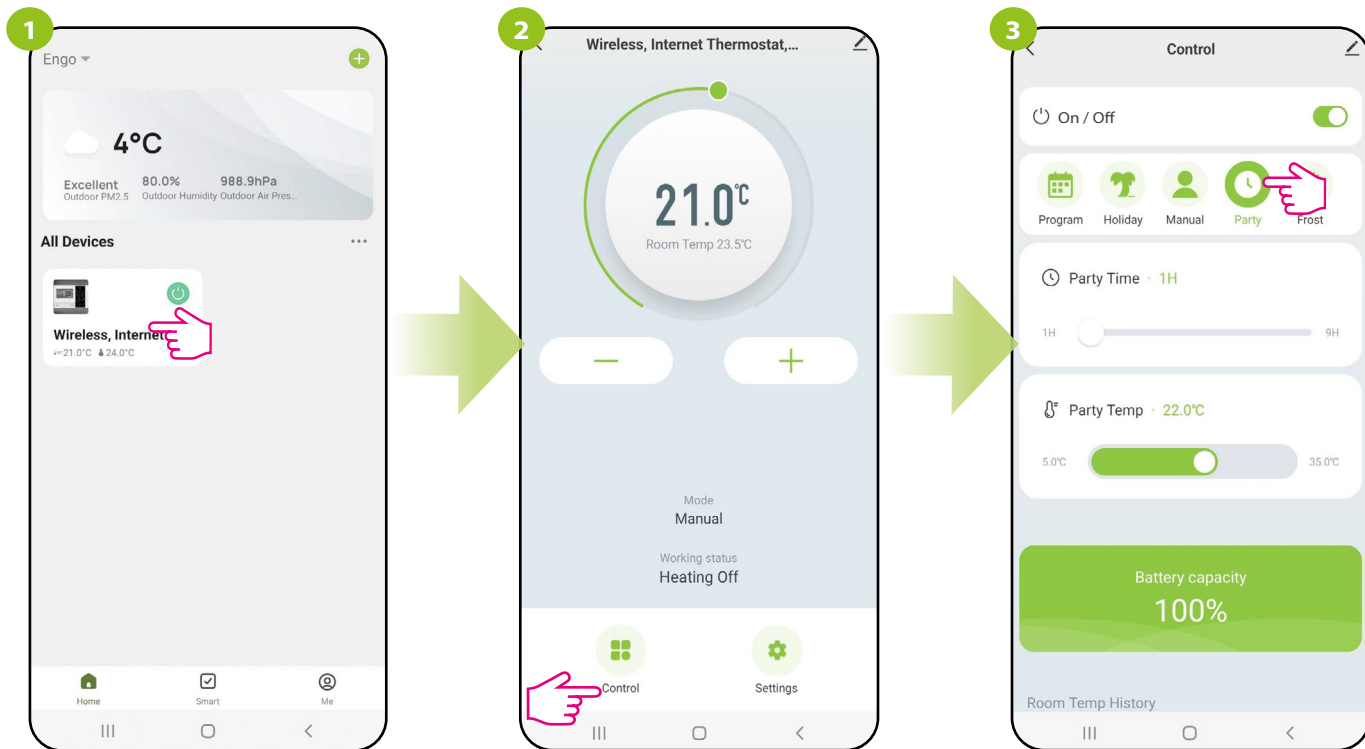 1
Engo
4°C
Excellent
Outdoor PM2.5
80.0%
Outdoor Humidity
988.9hPa
Outdoor Air Pres...
All Devices
...
Wireless, Internet
21.0°C 24.0°C
Home
Smart
Me
2
Wireless, Internet Thermostat,...
21.0°C
Room Temp 23.5°C
Mode
Manual
Working status
Heating Off
Control
Settings
3
Control
On / Off
Program
Holiday
Manual
Party
Frost
Party Time · 1H
1H
9H
Party Temp · 22.0°C
5.0°C
35.0°C
Battery capacity
100%
Room Temp History